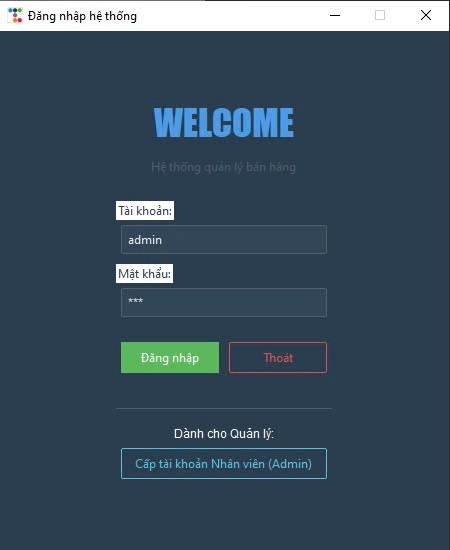 Đăng nhập hệ thống
WELCOME
Hệ thống quản lý bán hàng
Tài khoản:
admin
Mật khẩu:
***
Đăng nhập
Thoát
Dành cho Quản lý:
Cấp tài khoản Nhân viên (Admin)